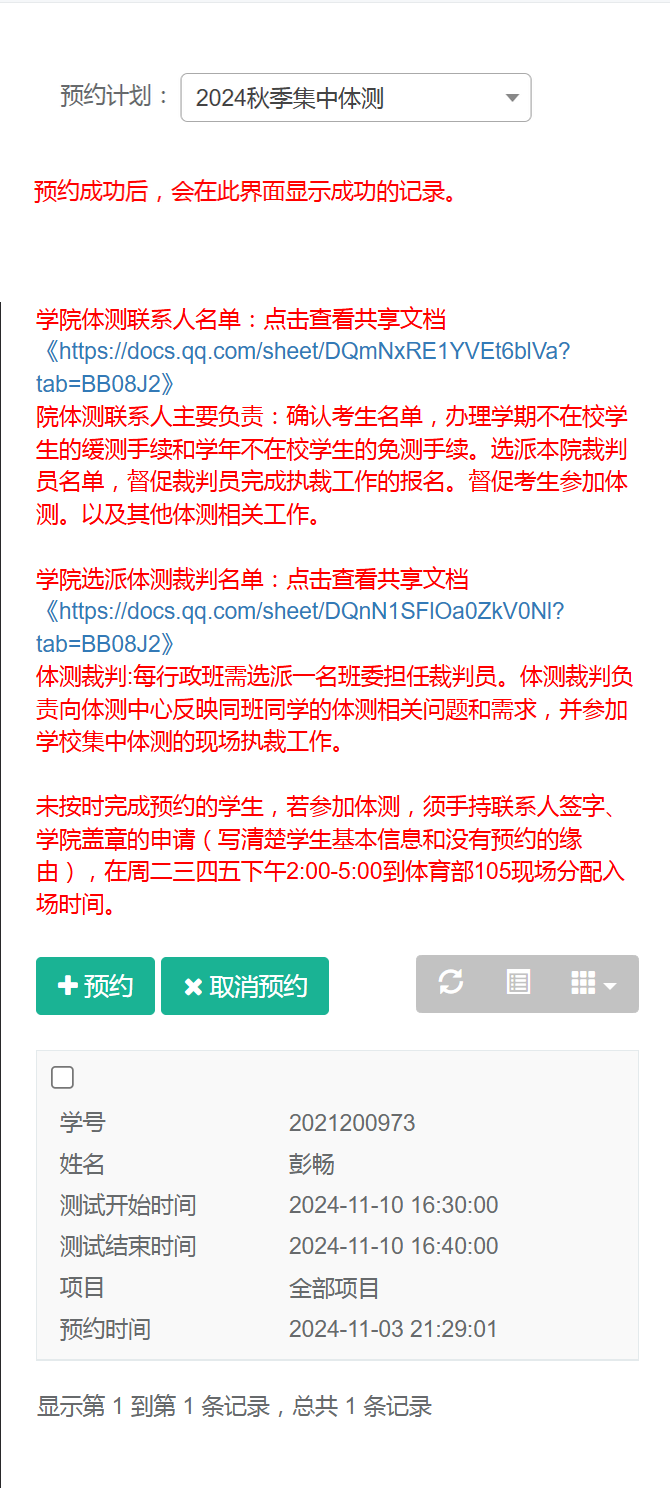 预约计划：
2024秋季集中体测
预约成功后，会在此界面显示成功的记录。
学院体测联系人名单：点击查看共享文档
《https://docs.qq.com/sheet/DQmNxRE1YVEt6blVa?
tab=BB08J2》
院体测联系人主要负责：确认考生名单，办理学期不在校学
生的缓测手续和学年不在校学生的免测手续。选派本院裁判
员名单，督促裁判员完成执裁工作的报名。督促考生参加体
测。以及其他体测相关工作。
学院选派体测裁判名单：点击查看共享文档
《https://docs.qq.com/sheet/DQnN1SFlOa0ZkV0Nl?
tab=BB08J2》
体测裁判:每行政班需选派一名班委担任裁判员。体测裁判负
责向体测中心反映同班同学的体测相关问题和需求，并参加
学校集中体测的现场执裁工作。
未按时完成预约的学生，若参加体测，须手持联系人签字、
学院盖章的申请（写清楚学生基本信息和没有预约的缘
由），在周二三四五下午2:00-5:00到体育部105现场分配入
场时间。
预约 取消预约
学号 2021200973
姓名 彭畅
测试开始时间 2024-11-10 16:30:00
测试结束时间 2024-11-10 16:40:00
项目 全部项目
预约时间 2024-11-03 21:29:01
显示第 1 到第 1 条记录，总共 1 条记录